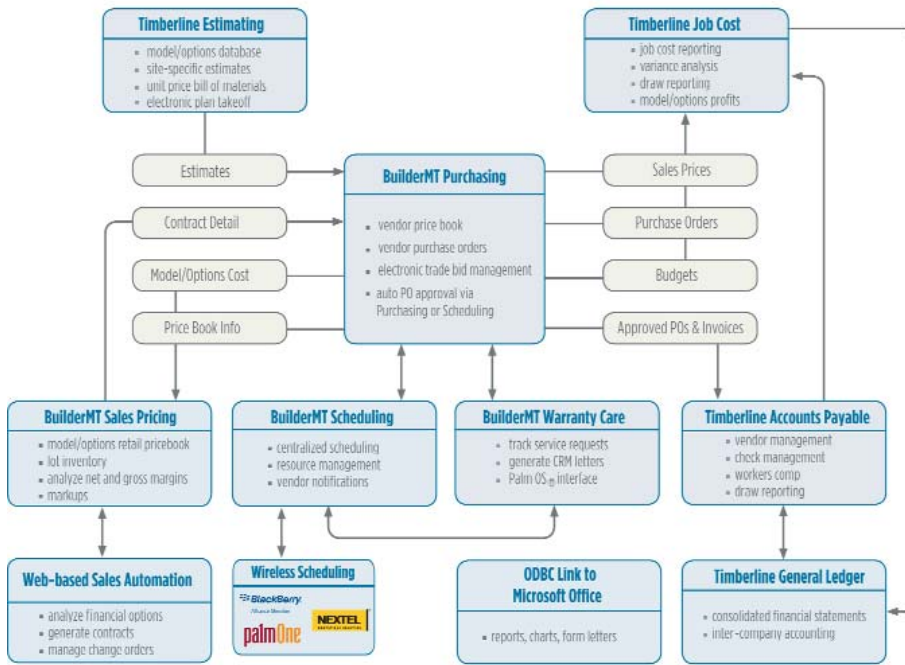 Timberline Estimating
▪ model/options database
▪ site-specific estimates
▪ unit price bill of materials
▪ electronic plan takeoff
Timberline Job Cost
▪ job cost reporting
▪ variance analysis
▪ draw reporting
▪ model/options profits
Estimates
Contract Detail
Model/Options Cost
Price Book Info
BuilderMT Purchasing
▪ vendor price book
▪ vendor purchase orders
▪ electronic trade bid management
▪ auto PO approval via
Purchasing or Scheduling
Sales Prices
Purchase Orders
Budgets
Approved POs & Invoices
BuilderMT Sales Pricing
▪ model/options retail pricebook
▪ lot inventory
▪ analyze net and gross margins
▪ markups
BuilderMT Scheduling
▪ centralized scheduling
▪ resource management
▪ vendor notifications
BuilderMT Warranty Care
▪ track service requests
▪ generate CRM letters
▪ Palm OS® interface
Timberline Accounts Payable
▪ vendor management
▪ check management
▪ workers comp
▪ draw reporting
Web-based Sales Automation
▪ analyze financial options
▪ generate contracts
▪ manage change orders
Wireless Scheduling
BlackBerry
Alliance Member
palmOne
NEXTEL
ODBC Link to
Microsoft Office
▪ reports, charts, form letters
Timberline General Ledger
▪ consolidated financial statements
▪ inter-company accounting